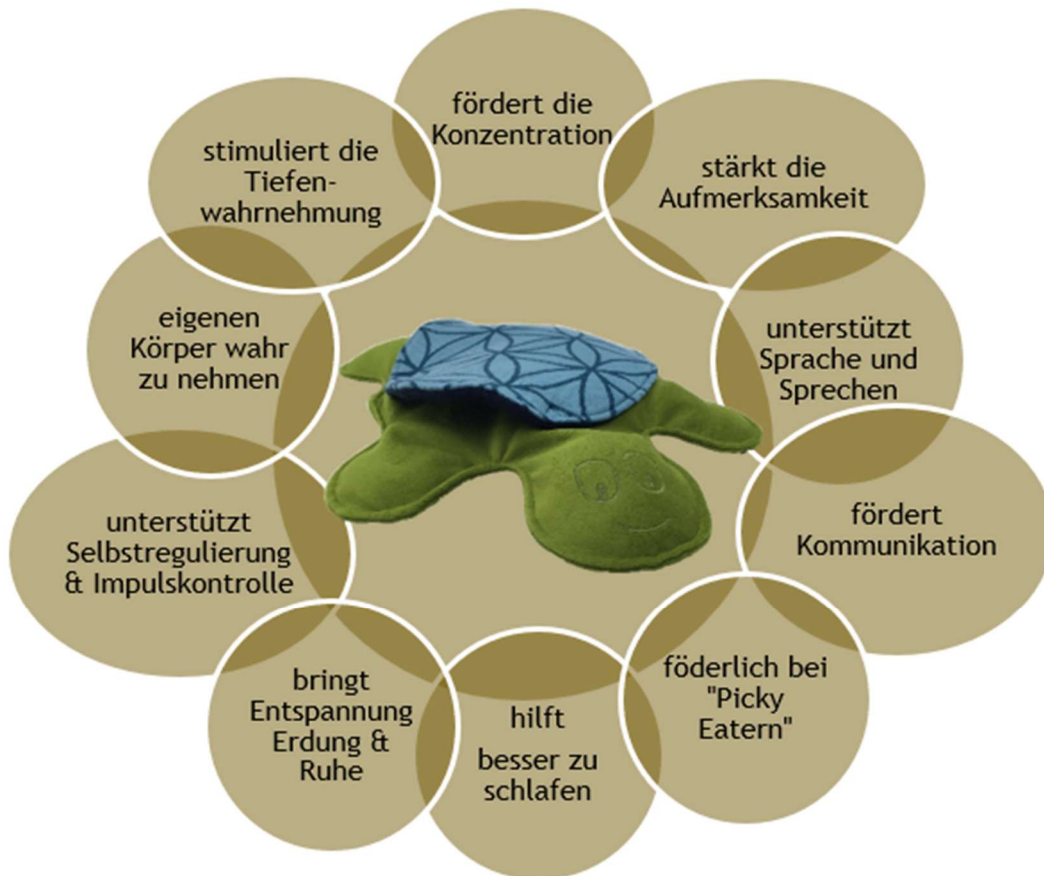 fördert die
Konzentration
stärkt die
Aufmerksamkeit
unterstützt
Sprache und
Sprechen
fördert
Kommunikation
föderlich bei
"Picky
Eatern"
hilft
besser zu
schlafen
bringt
Entspannung
Erdung &
Ruhe
unterstützt
Selbstregulierung
& Impulskontrolle
eigenen
Körper wahr
zu nehmen
stimuliert die
Tiefen-
wahrnehmung